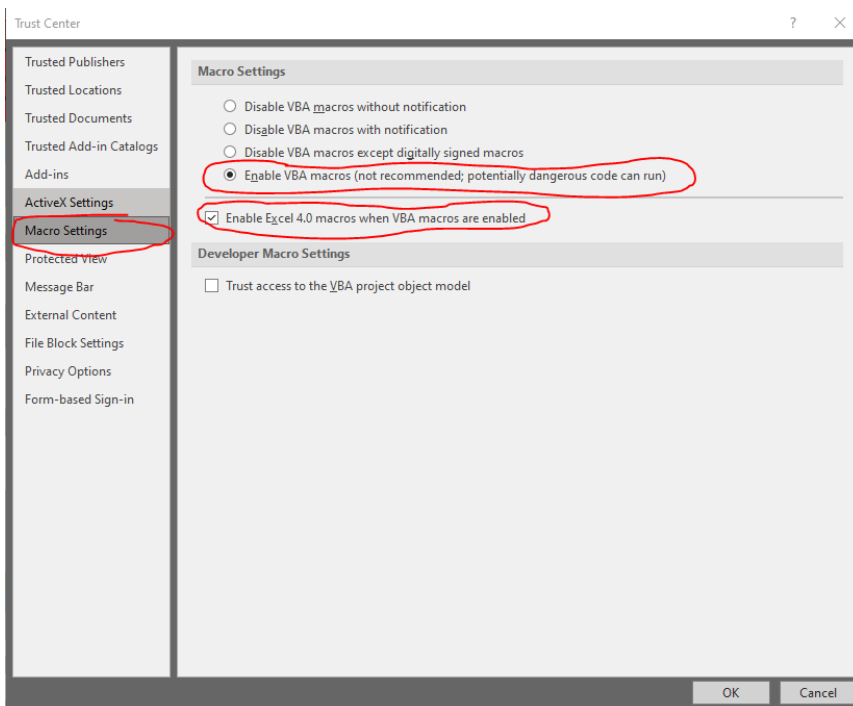 Trust Center
Trusted Publishers
Trusted Locations
Trusted Documents
Trusted Add-in Catalogs
Add-ins
ActiveX Settings
Macro Settings
Protected View
Message Bar
External Content
File Block Settings
Privacy Options
Form-based Sign-in
Macro Settings
Disable VBA macros without notification
Disable VBA macros with notification
Disable VBA macros except digitally signed macros
Enable VBA macros (not recommended; potentially dangerous code can run)
Enable Excel 4.0 macros when VBA macros are enabled
Developer Macro Settings
Trust access to the VBA project object model
OK Cancel